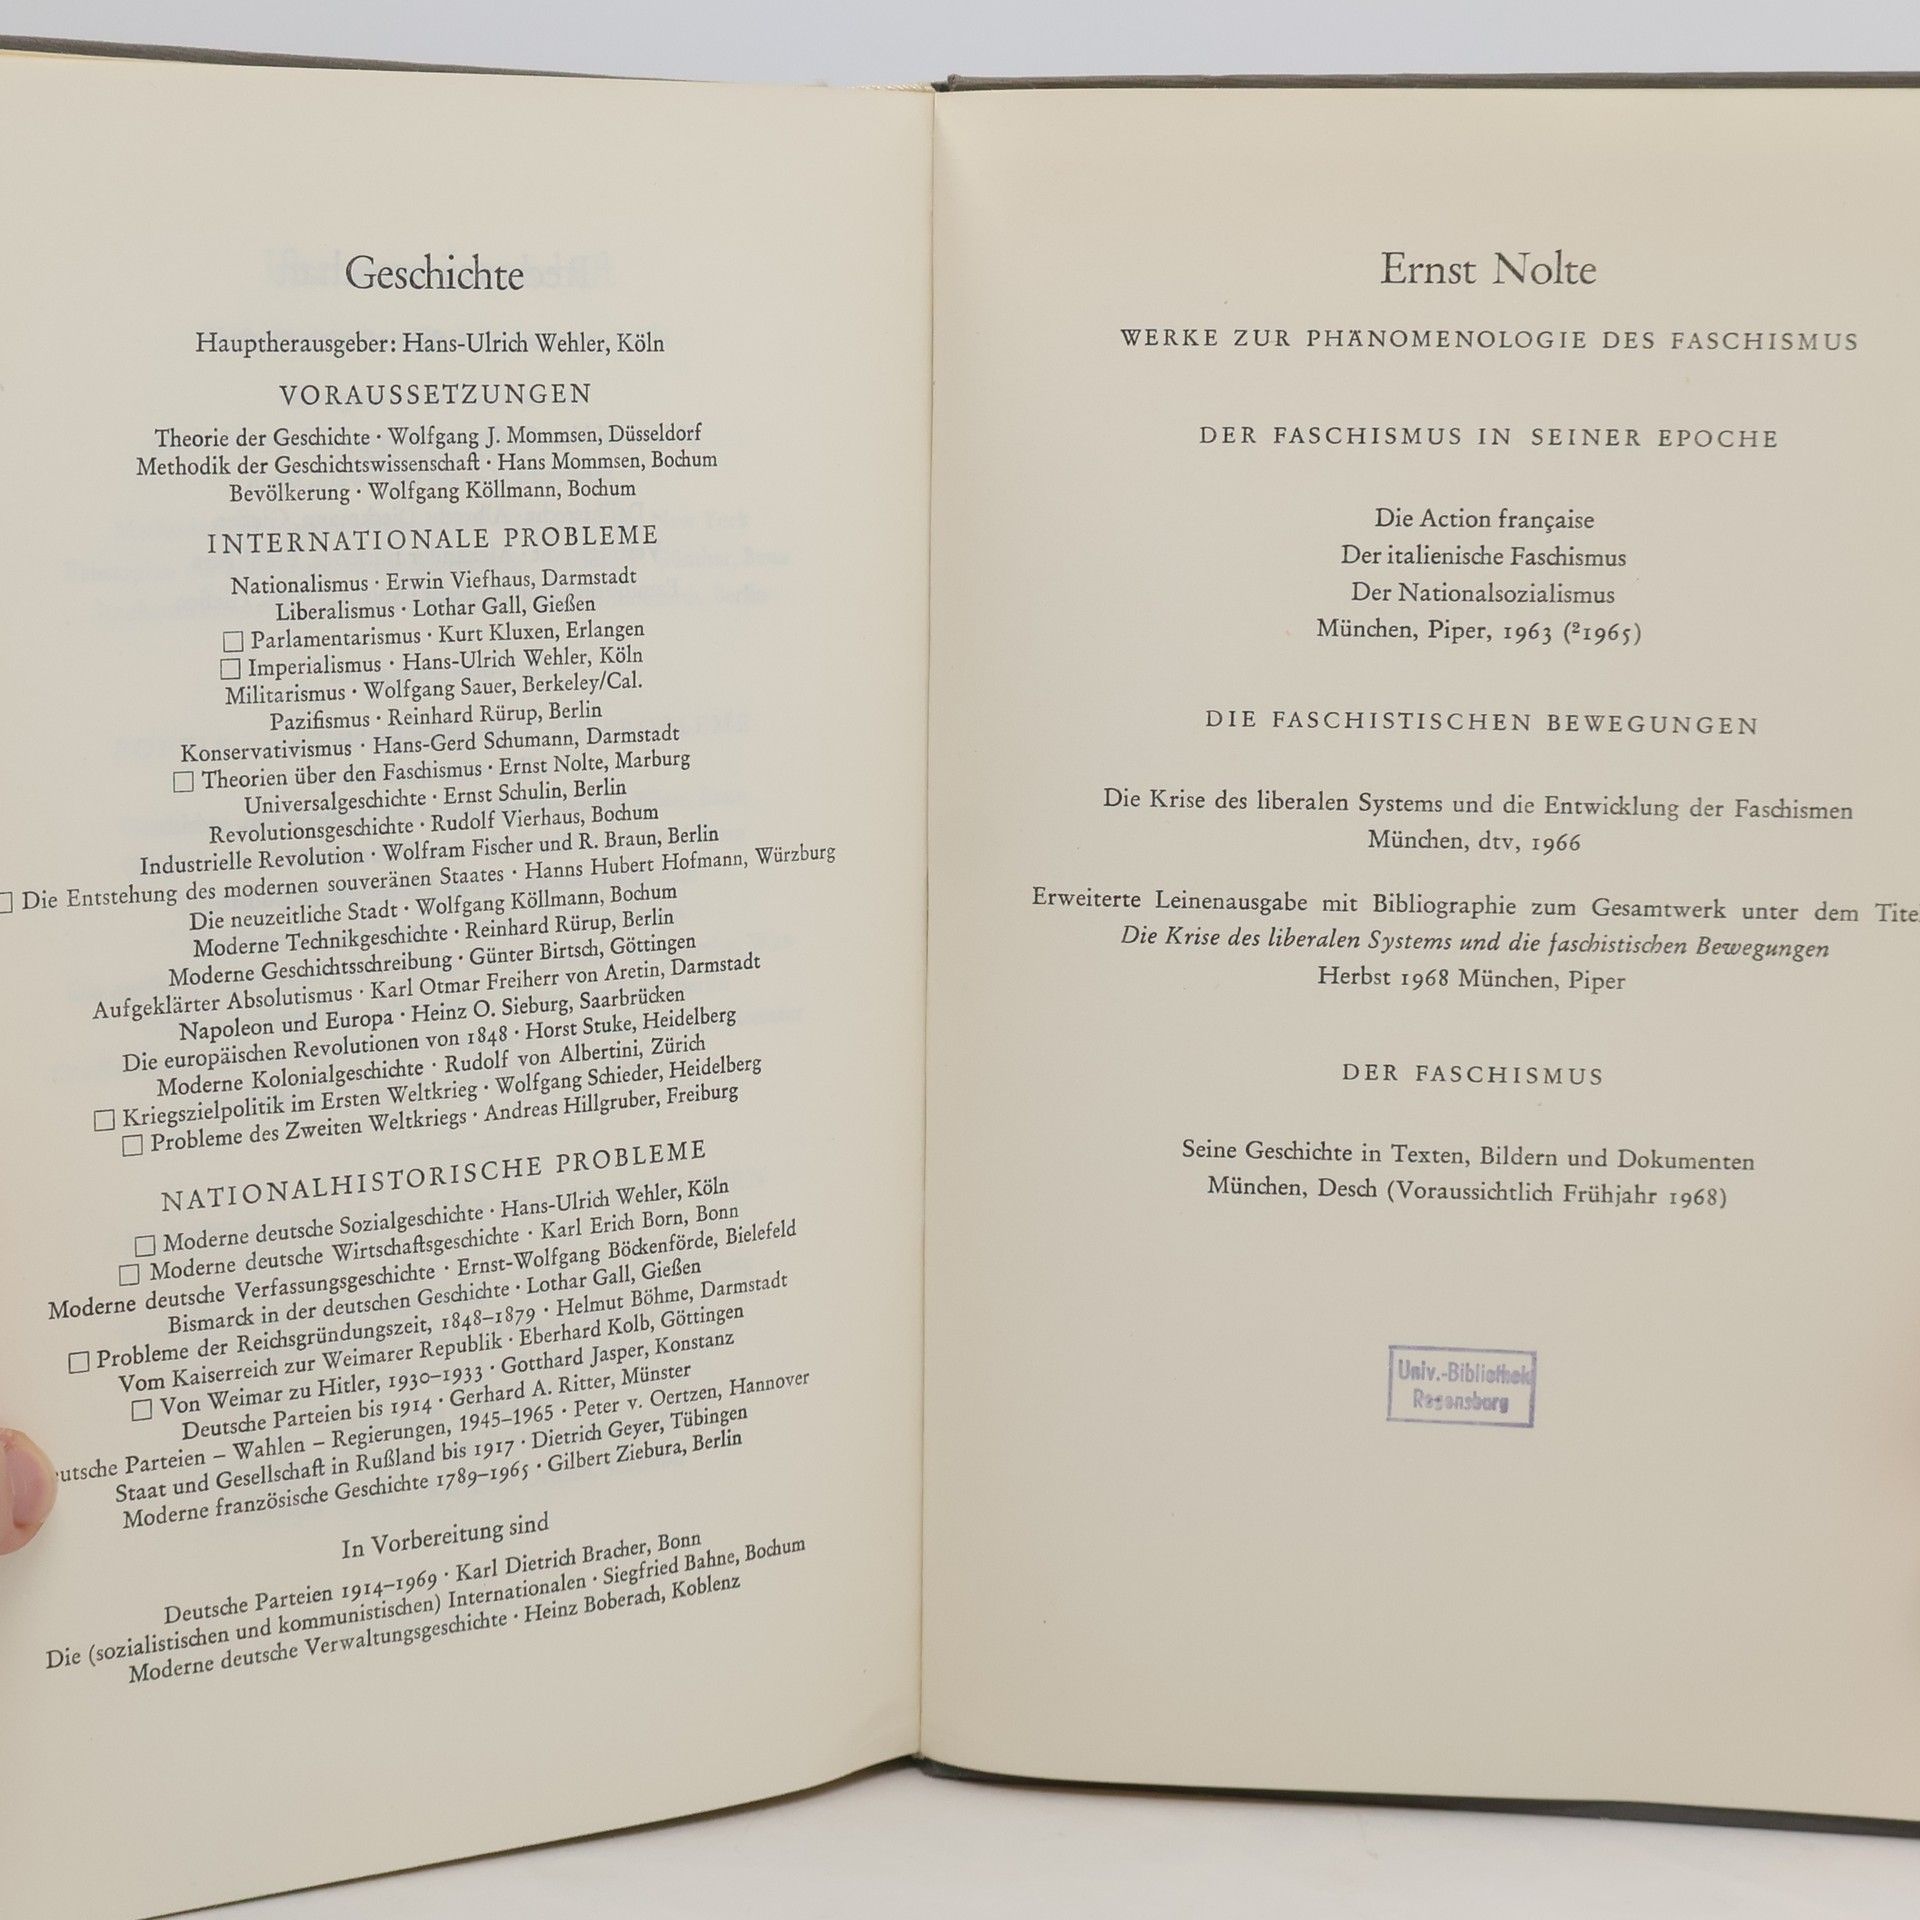 Geschichte
Hauptherausgeber: Hans-Ulrich Wehler, Köln
VORAUSSETZUNGEN
Theorie der Geschichte · Wolfgang J. Mommsen, Düsseldorf
Methodik der Geschichtswissenschaft · Hans Mommsen, Bochum
Bevölkerung · Wolfgang Köllmann, Bochum
INTERNATIONALE PROBLEME
Nationalismus · Erwin Viefhaus, Darmstadt
Liberalismus · Lothar Gall, Gießen
☐ Parlamentarismus · Kurt Kluxen, Erlangen
☐ Imperialismus · Hans-Ulrich Wehler, Köln
Militarismus · Wolfgang Sauer, Berkeley/Cal.
Pazifismus · Reinhard Rürup, Berlin
Konservativismus · Hans-Gerd Schumann, Darmstadt
☐ Theorien über den Faschismus · Ernst Nolte, Marburg
Universalgeschichte · Ernst Schulin, Berlin
Revolutionsgeschichte · Rudolf Vierhaus, Bochum
Industrielle Revolution · Wolfram Fischer und R. Braun, Berlin
☐ Die Entstehung des modernen souveränen Staates · Hanns Hubert Hofmann, Würzburg
Die neuzeitliche Stadt · Wolfgang Köllmann, Bochum
Moderne Technikgeschichte · Reinhard Rürup, Berlin
Moderne Geschichtsschreibung · Günter Birtsch, Göttingen
Aufgeklärter Absolutismus · Karl Otmar Freiherr von Aretin, Darmstadt
Napoleon und Europa · Heinz O. Sieburg, Saarbrücken
Die europäischen Revolutionen von 1848 · Horst Stuke, Heidelberg
Moderne Kolonialgeschichte · Rudolf von Albertini, Zürich
☐ Kriegszielpolitik im Ersten Weltkrieg · Wolfgang Schieder, Heidelberg
☐ Probleme des Zweiten Weltkriegs · Andreas Hillgruber, Freiburg
NATIONALHISTORISCHE PROBLEME
☐ Moderne deutsche Sozialgeschichte · Hans-Ulrich Wehler, Köln
☐ Moderne deutsche Wirtschaftsgeschichte · Karl Erich Born, Bonn
Moderne deutsche Verfassungsgeschichte · Ernst-Wolfgang Böckenförde, Bielefeld
Bismarck in der deutschen Geschichte · Lothar Gall, Gießen
☐ Probleme der Reichsgründungszeit, 1848–1879 · Helmut Böhme, Darmstadt
Vom Kaiserreich zur Weimarer Republik · Eberhard Kolb, Göttingen
☐ Von Weimar zu Hitler, 1930–1933 · Gotthard Jasper, Konstanz
Deutsche Parteien bis 1914 · Gerhard A. Ritter, Münster
utsche Parteien – Wahlen – Regierungen, 1945–1965 · Peter v. Oertzen, Hannover
Staat und Gesellschaft in Rußland bis 1917 · Dietrich Geyer, Tübingen
Moderne französische Geschichte 1789–1965 · Gilbert Ziebura, Berlin
In Vorbereitung sind
Deutsche Parteien 1914–1969 · Karl Dietrich Bracher, Bonn
Die (sozialistischen und kommunistischen) Internationalen · Siegfried Bahne, Bochum
Moderne deutsche Verwaltungsgeschichte · Heinz Boberach, Koblenz
Ernst Nolte
WERKE ZUR PHÄNOMENOLOGIE DES FASCHISMUS
DER FASCHISMUS IN SEINER EPOCHE
Die Action française
Der italienische Faschismus
Der Nationalsozialismus
München, Piper, 1963 (²1965)
DIE FASCHISTISCHEN BEWEGUNGEN
Die Krise des liberalen Systems und die Entwicklung der Faschismen
München, dtv, 1966
Erweiterte Leinenausgabe mit Bibliographie zum Gesamtwerk unter dem Tite
Die Krise des liberalen Systems und die faschistischen Bewegungen
Herbst 1968 München, Piper
DER FASCHISMUS
Seine Geschichte in Texten, Bildern und Dokumenten
München, Desch (Voraussichtlich Frühjahr 1968)
Univ.-Bibliothek
Regensburg